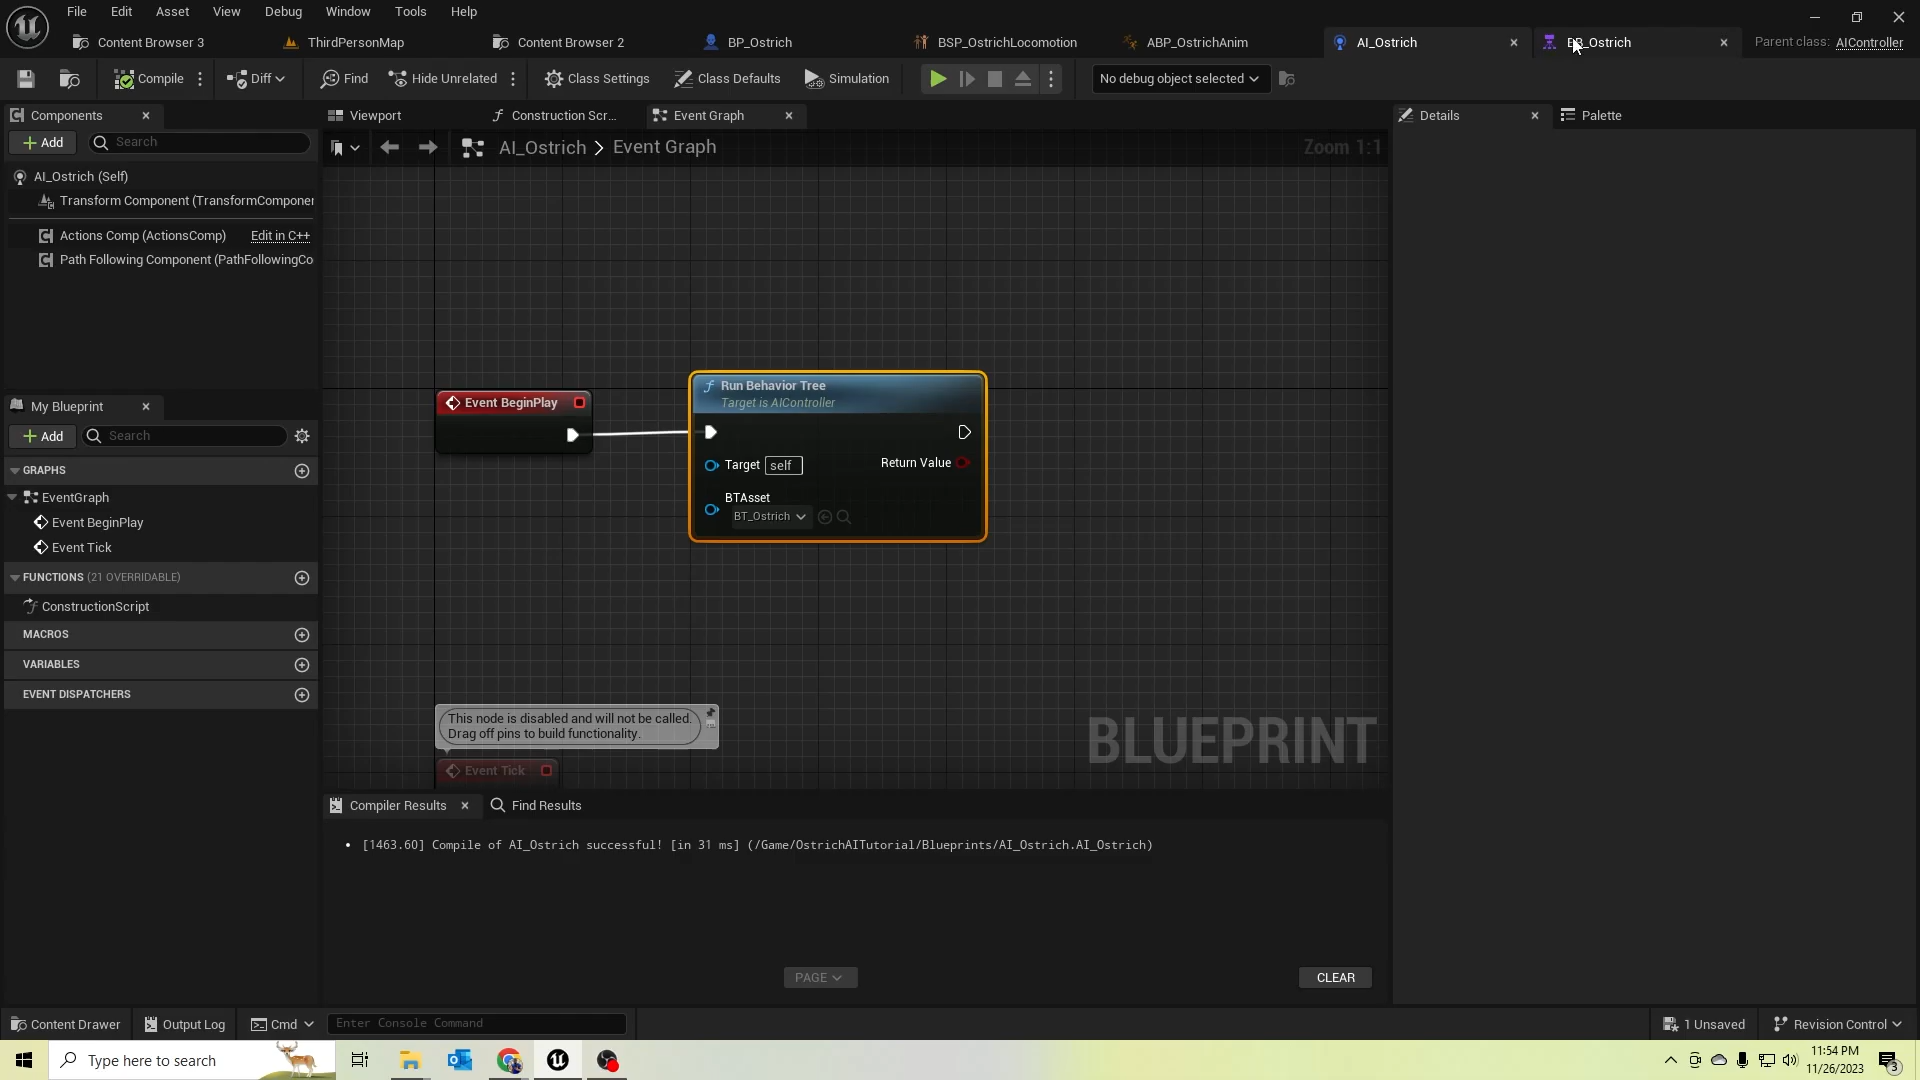 File Edit Asset View Debug Window Tools Help
Content Browser 3 ThirdPersonMap Content Browser 2 BP_Ostrich BSP_OstrichLocomotion ABP_OstrichAnim AI_Ostrich _Ostrich Parent class: AIController
Compile Diff Find Hide Unrelated Class Settings Class Defaults Simulation No debug object selected
Components Viewport Construction Scr... Event Graph Details Palette
Add Search AI_Ostrich > Event Graph Zoom 1:1
AI_Ostrich (Self)
Transform Component (TransformComponer
Actions Comp (ActionsComp) Edit in C++
Path Following Component (PathFollowingCo
My Blueprint
Add Search
GRAPHS
EventGraph
Event BeginPlay
Event Tick
FUNCTIONS (21 OVERRIDABLE)
ConstructionScript
MACROS
VARIABLES
EVENT DISPATCHERS
Event BeginPlay
Run Behavior Tree
Target is AIController
Target self Return Value
BTAsset
BT_Ostrich
This node is disabled and will not be called.
Drag off pins to build functionality.
Event Tick
BLUEPRINT
Compiler Results Find Results
• [1463.60] Compile of AI_Ostrich successful! [in 31 ms] (/Game/OstrichAITutorial/Blueprints/AI_Ostrich.AI_Ostrich)
PAGE CLEAR
Content Drawer Output Log Cmd Enter Console Command 1 Unsaved Revision Control
Type here to search
11:54 PM
11/26/2023
3